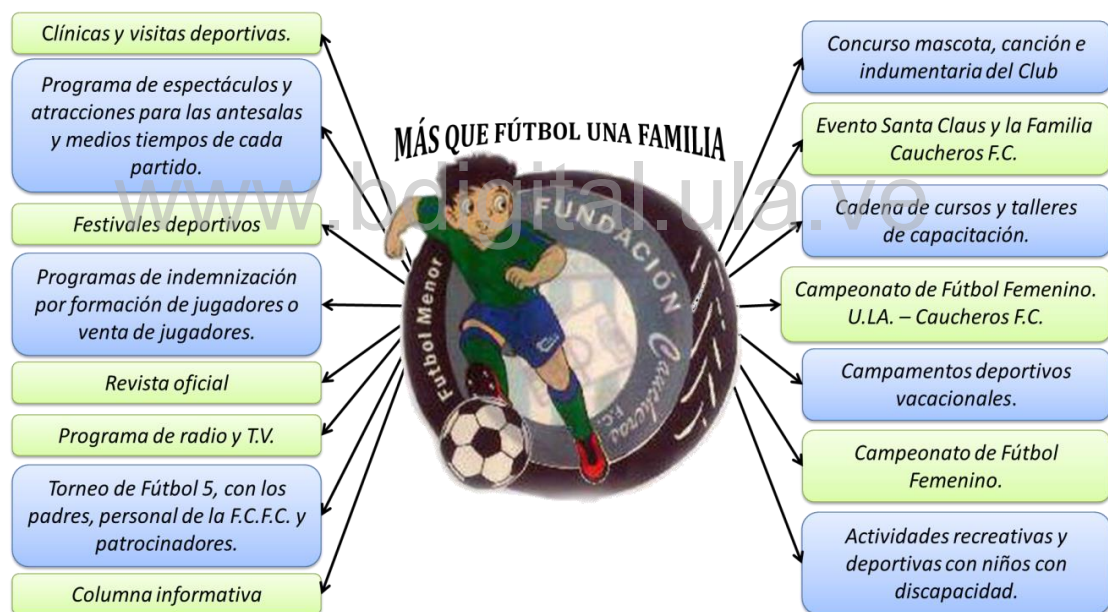 Clínicas y visitas deportivas.
Programa de espectáculos y
atracciones para las antesalas
y medios tiempos de cada
partido.
Festivales deportivos
Programas de indemnización
por formación de jugadores o
venta de jugadores.
Revista oficial
Programa de radio y T.V.
Torneo de Fútbol 5, con los
padres, personal de la F.C.F.C. y
patrocinadores.
Columna informativa
MÁS QUE FÚTBOL UNA FAMILIA
www.bdigital.ula.ve
Futbol Menor
FUNDACIÓN
Caucheros
F.C.
Concurso mascota, canción e
indumentaria del Club
Evento Santa Claus y la Familia
Caucheros F.C.
Cadena de cursos y talleres
de capacitación.
Campeonato de Fútbol Femenino.
U.LA. – Caucheros F.C.
Campamentos deportivos
vacacionales.
Campeonato de Fútbol
Femenino.
Actividades recreativas y
deportivas con niños con
discapacidad.